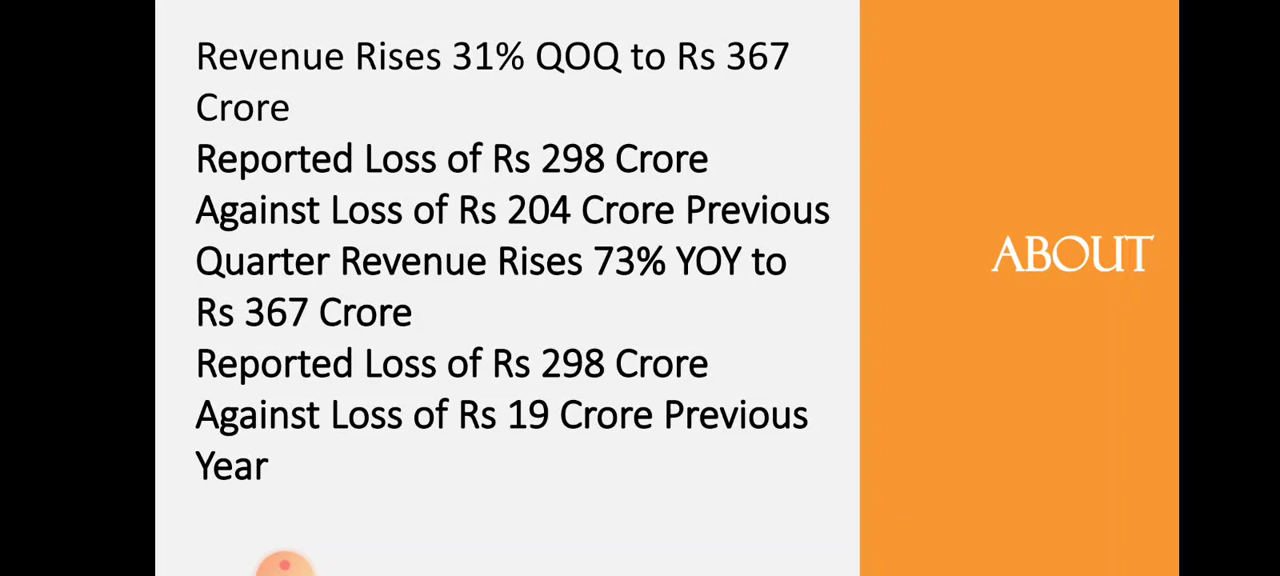 Revenue Rises 31% QOQ to Rs 367
Crore
Reported Loss of Rs 298 Crore
Against Loss of Rs 204 Crore Previous
Quarter Revenue Rises 73% YOY to
Rs 367 Crore
Reported Loss of Rs 298 Crore
Against Loss of Rs 19 Crore Previous
Year
ABOUT